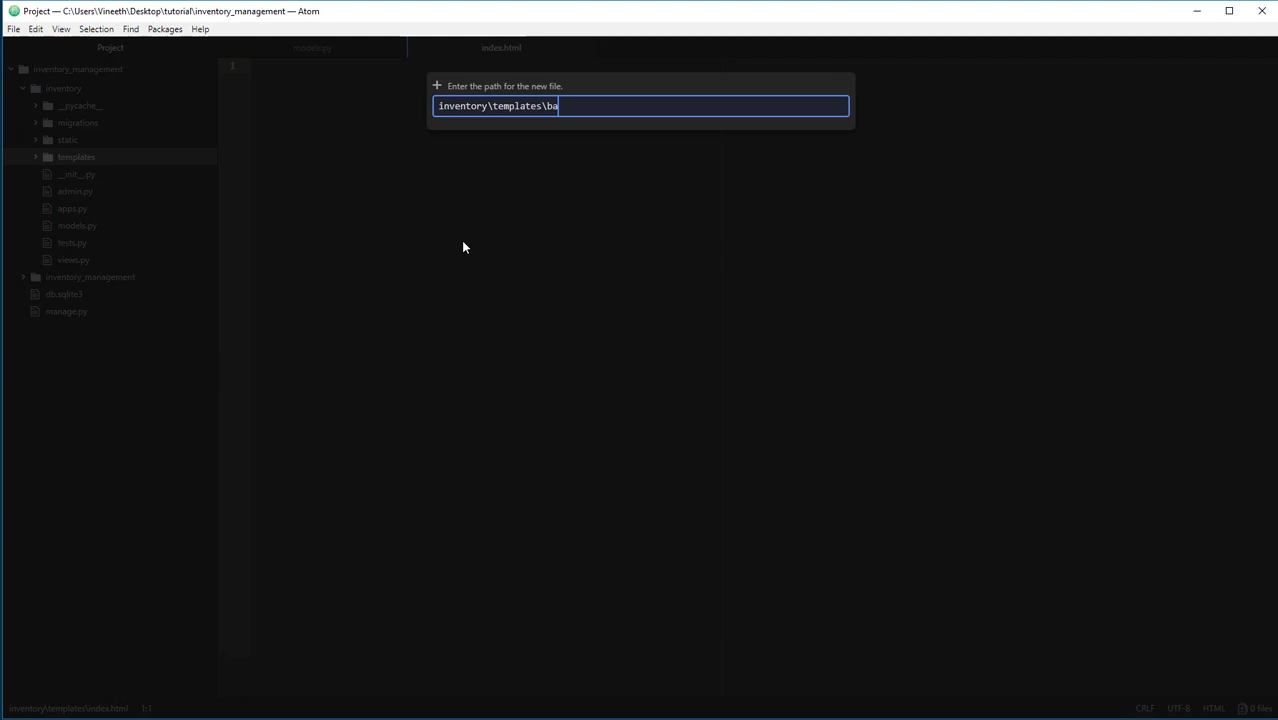 Project — C:\Users\Vineeth\Desktop\tutorial\inventory_management — Atom
File Edit View Selection Find Packages Help
Project models.py index.html
1
Enter the path for the new file.
inventory\templates\ba
inventory_management
inventory
__pycache__
migrations
static
templates
__init__.py
admin.py
apps.py
models.py
tests.py
views.py
inventory_management
db.sqlite3
manage.py
inventory\templates\index.html 1:1 CRLF UTF-8 HTML 0 files